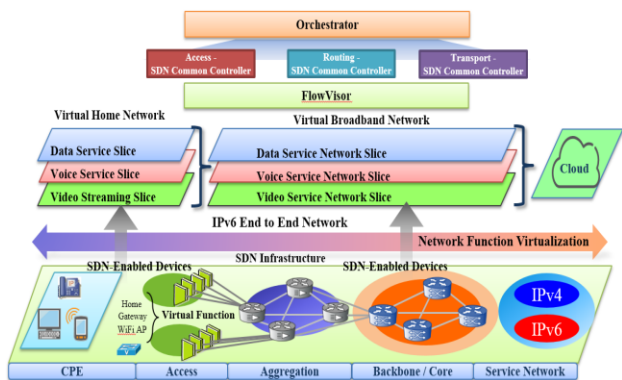 Orchestrator
Access -
SDN Common Controller
Routing -
SDN Common Controller
Transport -
SDN Common Controller
FlowVisor
Virtual Home Network
Virtual Broadband Network
Data Service Slice
Voice Service Slice
Video Streaming Slice
Data Service Network Slice
Voice Service Network Slice
Video Service Network Slice
Cloud
IPv6 End to End Network
Network Function Virtualization
SDN-Enabled Devices
SDN Infrastructure
SDN-Enabled Devices
Home
Gateway
WiFi AP
Virtual Function
IPv4
IPv6
CPE
Access
Aggregation
Backbone / Core
Service Network